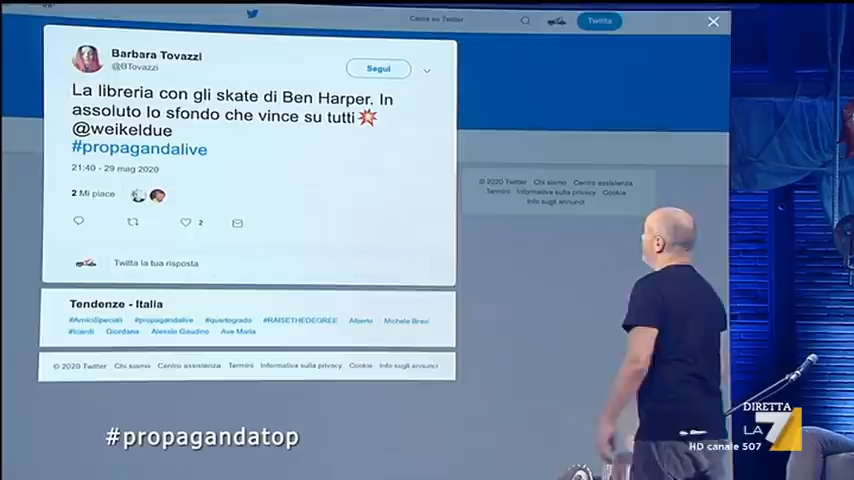 Cerca su Twitter
Twitta
Barbara Tovazzi
@BTovazzi
Segui
La libreria con gli skate di Ben Harper. In
assoluto lo sfondo che vince su tutti💥
@weikeldue
#propagandalive
21:40 - 29 mag 2020
2 Mi piace
2
Twitta la tua risposta
© 2020 Twitter Chi siamo Centro assistenza
Termini Informativa sulla privacy Cookie
Info sugli annunci
Tendenze - Italia
#AmiciSpeciali #propagandalive #quartogrado #RAISETHEDEGREE Alberto Michele Bravi
#icanti Giordana Alessio Gaudino Ave Maria
© 2020 Twitter Chi siamo Centro assistenza Termini Informativa sulla privacy Cookie Info sugli annunci
#propagandatop
DIRETTA
LA 7
HD canale 507